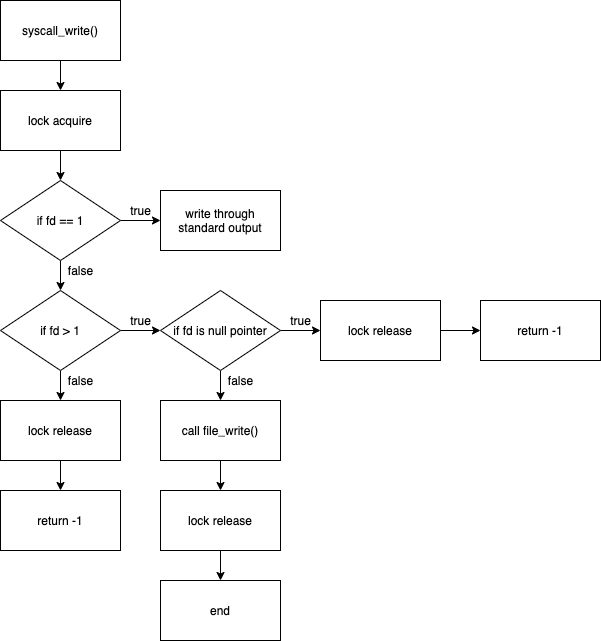 syscall_write()
lock acquire
if fd == 1
true
write through
standard output
false
if fd > 1
true
if fd is null pointer
true
lock release
return -1
false
false
lock release
call file_write()
return -1
lock release
end